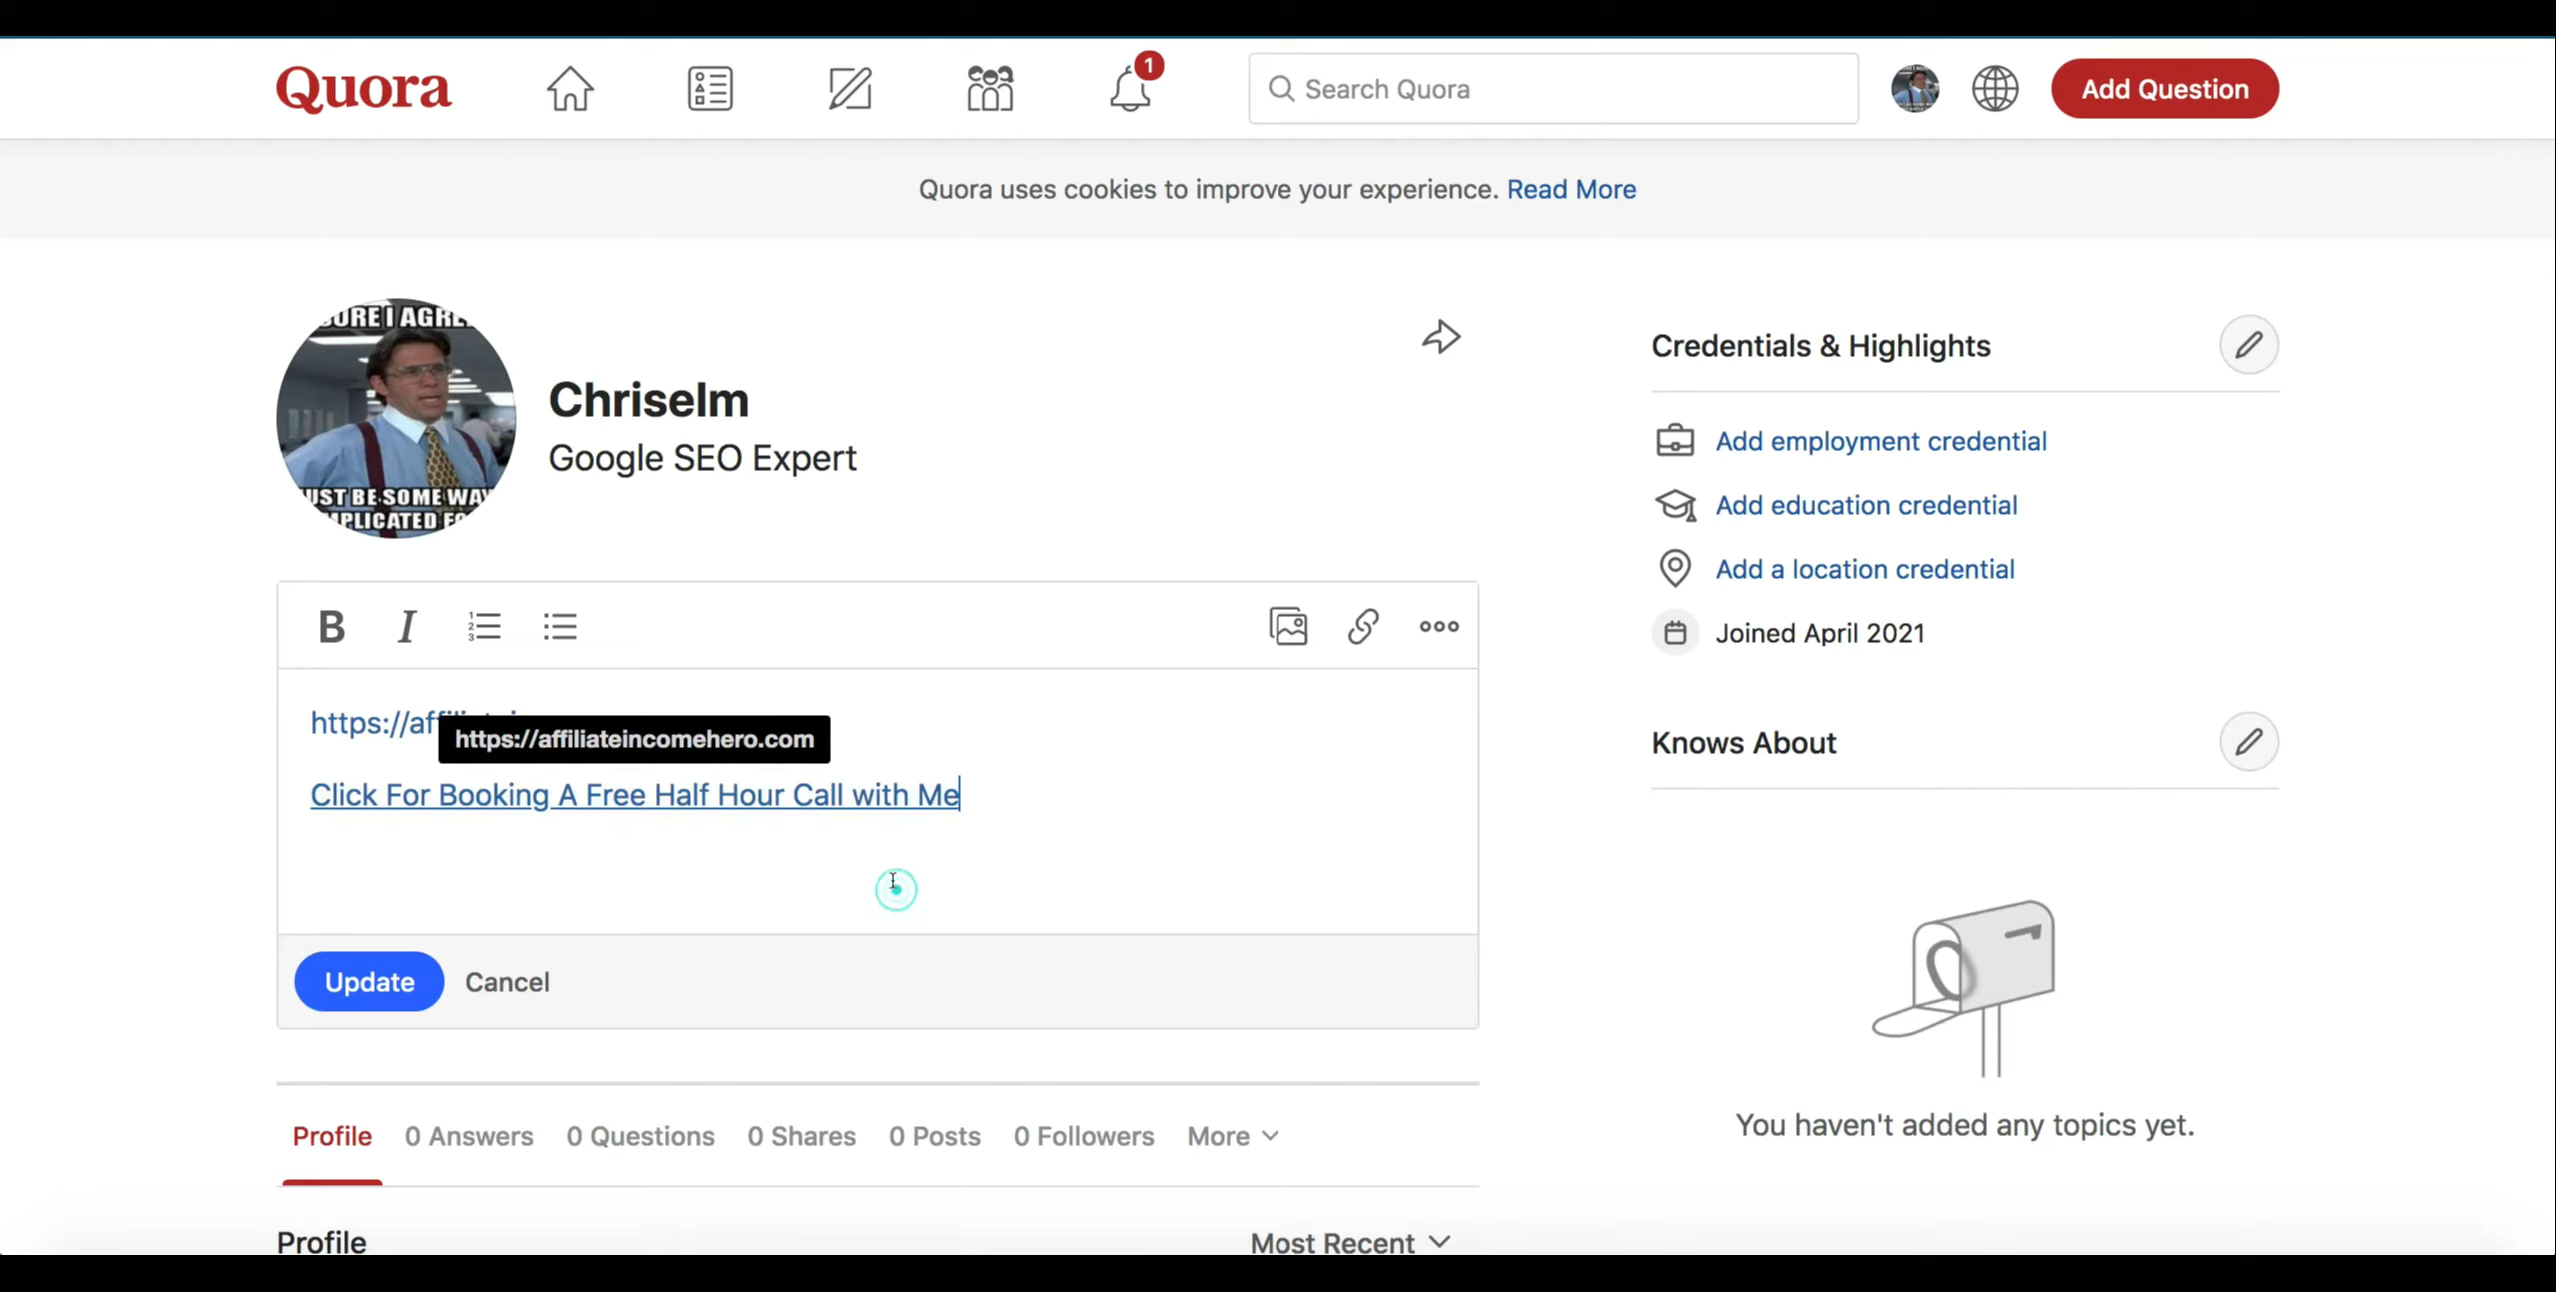 Quora
1
Search Quora
Add Question
Quora uses cookies to improve your experience. Read More
Chriselm
Google SEO Expert
B I
https://af
https://affiliateincomehero.com
Click For Booking A Free Half Hour Call with Me
Update Cancel
Profile 0 Answers 0 Questions 0 Shares 0 Posts 0 Followers More
Profile Most Recent
Credentials & Highlights
Add employment credential
Add education credential
Add a location credential
Joined April 2021
Knows About
You haven't added any topics yet.